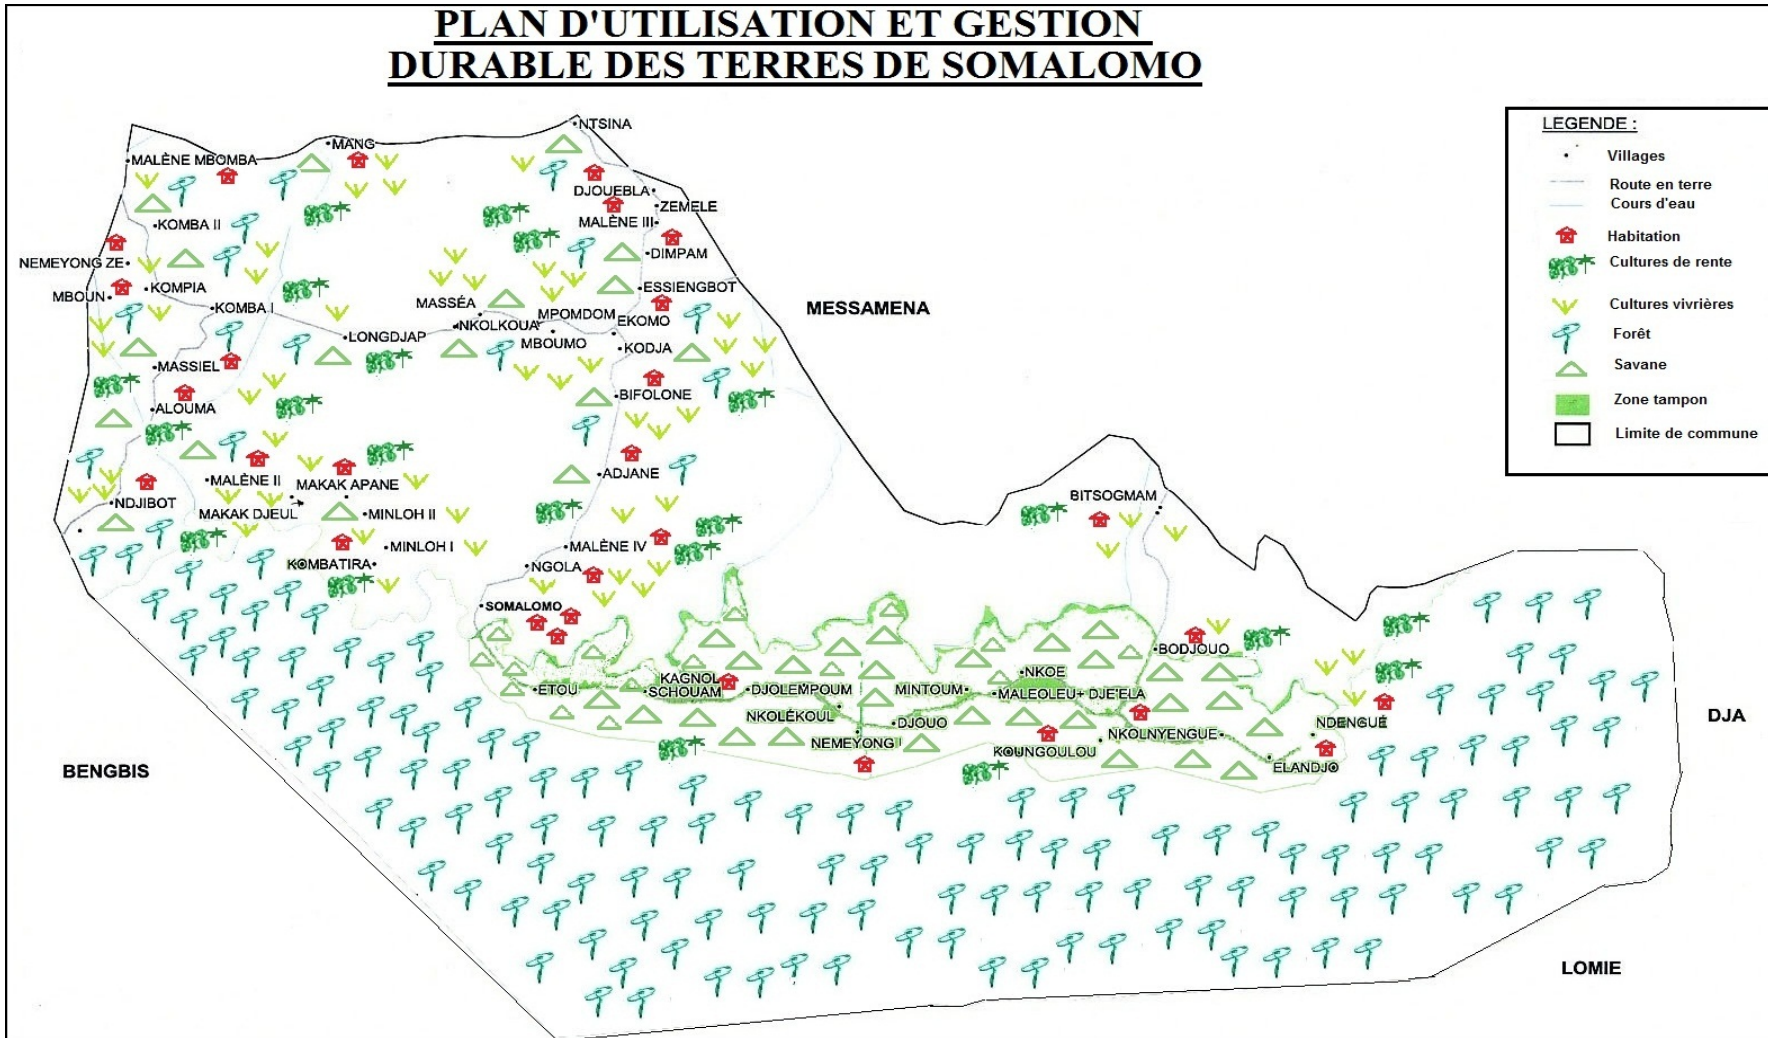 PLAN D'UTILISATION ET GESTION
DURABLE DES TERRES DE SOMALOMO
LEGENDE :
Villages
Route en terre
Cours d'eau
Habitation
Cultures de rente
Cultures vivrières
Forêt
Savane
Zone tampon
Limite de commune
NTSINA
MANG
MALÈNE MBOMBA
DJOUEBLA
ZEMELE
MALÈNE III
KOMBA II
DIMPAM
NEMEYONG ZE
KOMPIA
MBOUN
ESSIENGBOT
MASSÉA
KOMBA I
MPOMDOM
EKOMO
MESSAMENA
NKOLKOUA
LONGDJAP
MBOUMO
KODJA
MASSIEL
BIFOLONE
ALOUMA
ADJANE
MALÈNE II
MAKAK APANE
NDJIBOT
MAKAK DJEUL
MINLOH II
BITSOGMAM
MINLOH I
MALÈNE IV
KOMBATIRA
NGOLA
SOMALOMO
BODJOUO
KAGNOL
NKOE
ETOU
SCHOUAM
DJOLEMPOUM
MINTOUM
MALEOLEU+ DJE'ELA
NKOLÉKOUL
DJOUO
NDENGUÉ
DJA
NEMEYONG I
KOUNGOULOU
NKOLNYENGUE
ELANDJO
BENGBIS
LOMIE